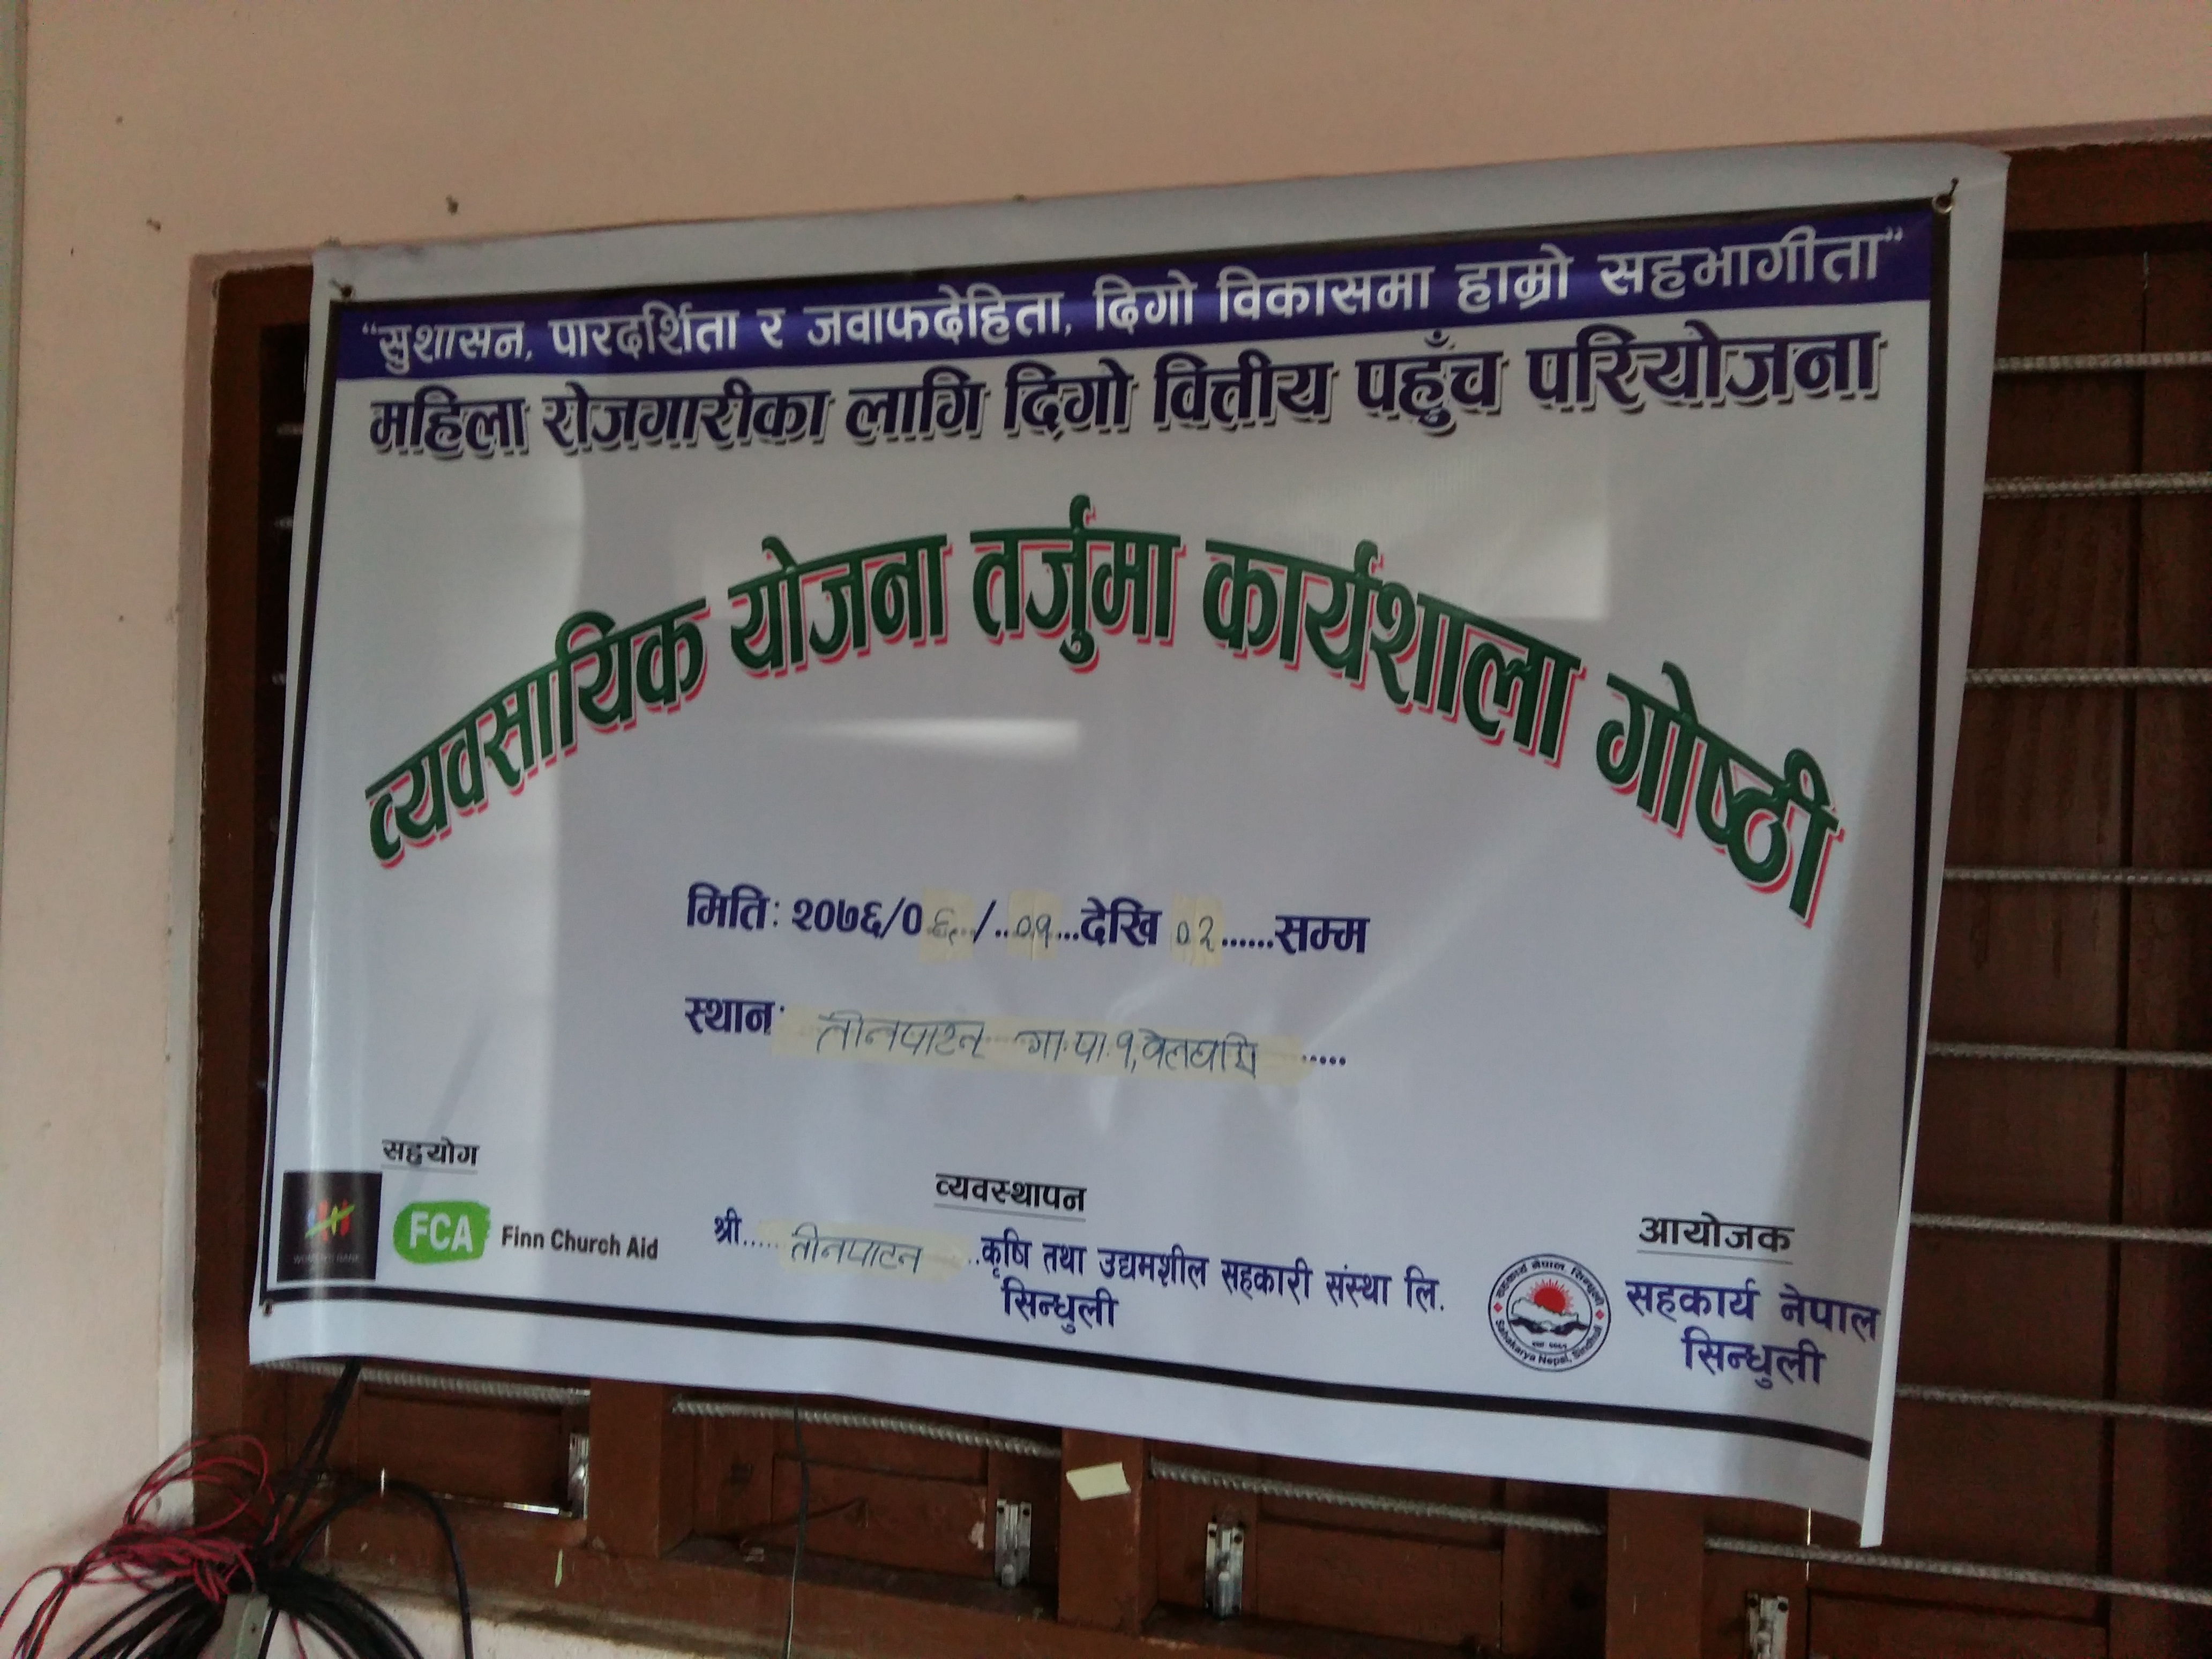 “सुशासन, पारदर्शिता र जवाफदेहिता, दिगो विकासमा हाम्रो सहभागीता”
महिला रोजगारीका लागि दिगो वित्तीय पहुँच परियोजना
व्यवसायिक योजना तर्जुमा कार्यशाला गोष्ठी
मिति: २०७६/०६/..०१...देखि ०२......सम्म
स्थान: तीनपाटन गा.पा.१, .....
सहयोग
WOMEN'S BANK
FCA Finn Church Aid
व्यवस्थापन
श्री.....तीनपाटन...कृषि तथा उद्यमशील सहकारी संस्था लि.
सिन्धुली
आयोजक
सहकार्य नेपाल सिन्धुली
Sahakarya Nepal, Sindhuli
सहकार्य नेपाल
सिन्धुली